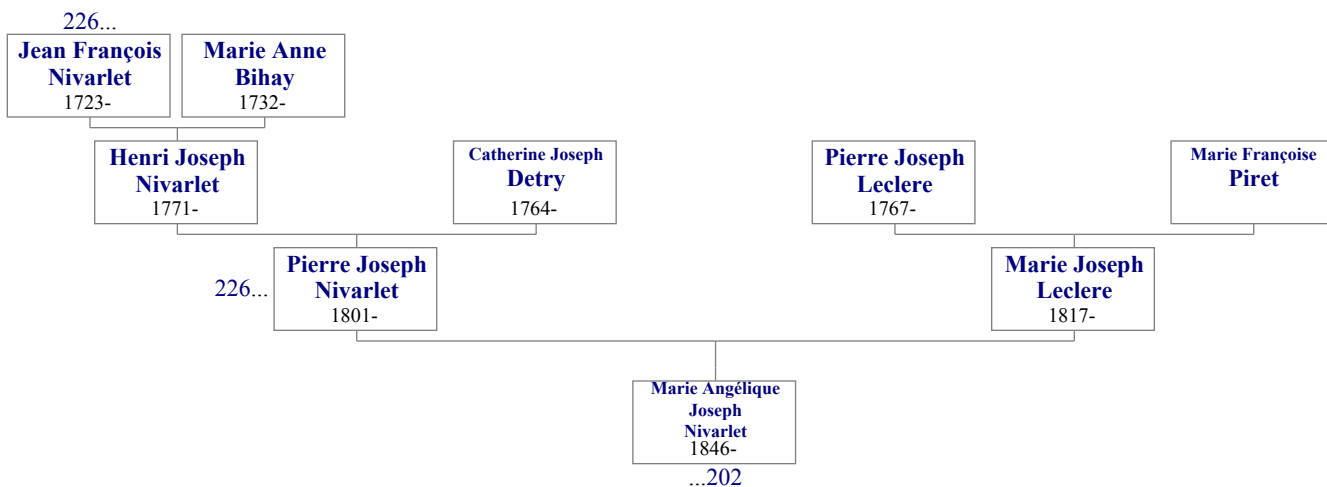 226...
Jean François
Nivarlet
1723-
Marie Anne
Bihay
1732-
Henri Joseph
Nivarlet
1771-
Catherine Joseph
Detry
1764-
Pierre Joseph
Leclere
1767-
Marie Françoise
Piret
226...
Pierre Joseph
Nivarlet
1801-
Marie Joseph
Leclere
1817-
Marie Angélique
Joseph
Nivarlet
1846-
...202